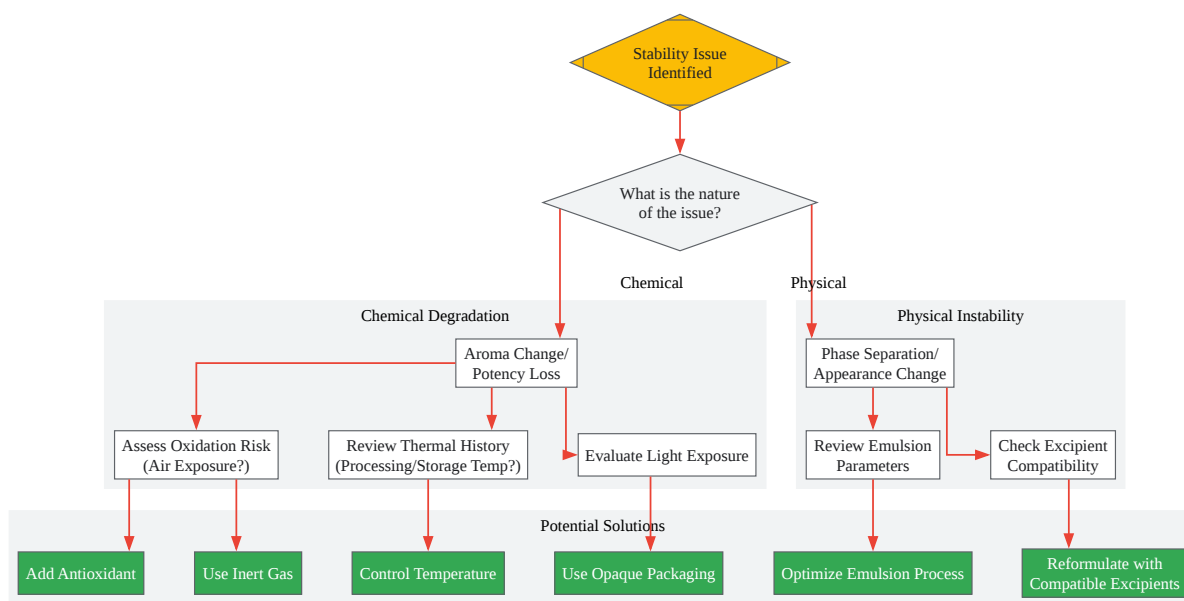 Stability Issue
Identified
What is the nature
of the issue?
Chemical
Physical
Chemical Degradation
Physical Instability
Aroma Change/
Potency Loss
Phase Separation/
Appearance Change
Assess Oxidation Risk
(Air Exposure?)
Review Thermal History
(Processing/Storage Temp?)
Evaluate Light Exposure
Review Emulsion
Parameters
Check Excipient
Compatibility
Potential Solutions
Add Antioxidant
Use Inert Gas
Control Temperature
Use Opaque Packaging
Optimize Emulsion Process
Reformulate with
Compatible Excipients